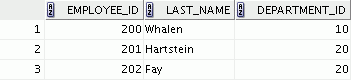 EMPLOYEE_ID LAST_NAME DEPARTMENT_ID
1 200 Whalen 10
2 201 Hartstein 20
3 202 Fay 20